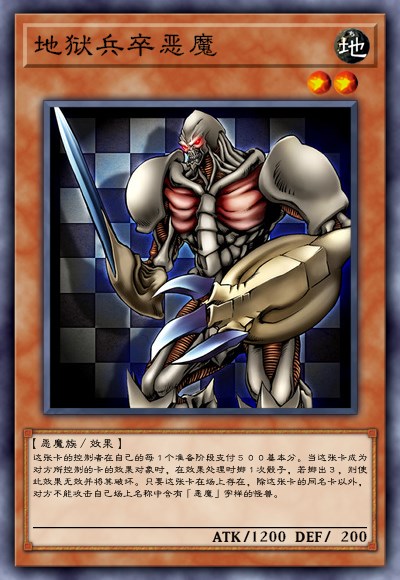 地狱兵卒恶魔
地
【恶魔族／效果】
这张卡的控制者在自己的每1个准备阶段支付500基本分。当这张卡成为
对方所控制的卡的效果对象时，在效果处理时掷1次骰子，若掷出3，则使
此效果无效并将其破坏。只要这张卡在场上存在，除这张卡的同名卡以外，
对方不能攻击自己场上名称中含有「恶魔」字样的怪兽。
ATK/1200 DEF/ 200